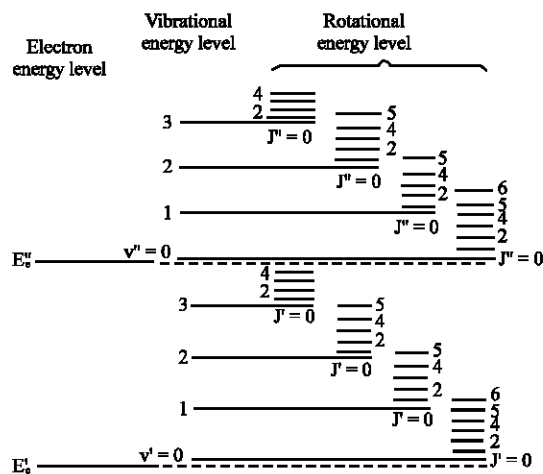 Vibrational
energy level
Rotational
energy level
Electron
energy level
4
2
3
J" = 0
5
4
2
2
J" = 0
5
4
2
1
J" = 0
6
5
4
2
v" = 0
J" = 0
E"e
4
2
3
J' = 0
5
4
2
2
J' = 0
5
4
2
1
J' = 0
6
5
4
2
v' = 0
J' = 0
E'e